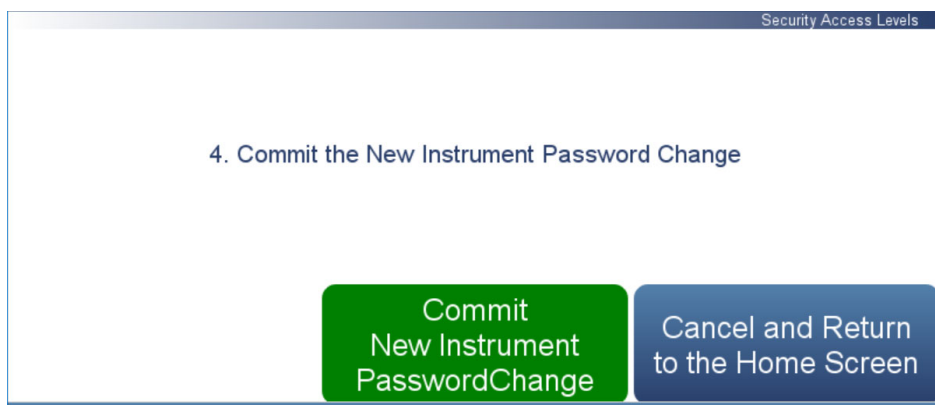 Security Access Levels
4. Commit the New Instrument Password Change
Commit
New Instrument
PasswordChange
Cancel and Return
to the Home Screen